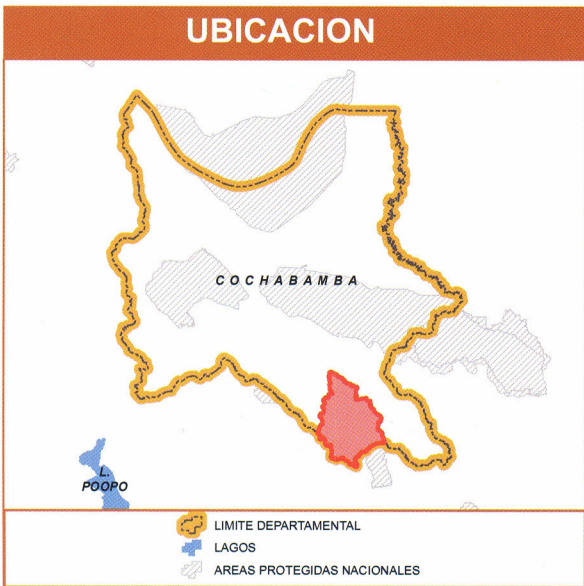 UBICACION
COCHABAMBA
L.
POOPO
LIMITE DEPARTAMENTAL
LAGOS
AREAS PROTEGIDAS NACIONALES